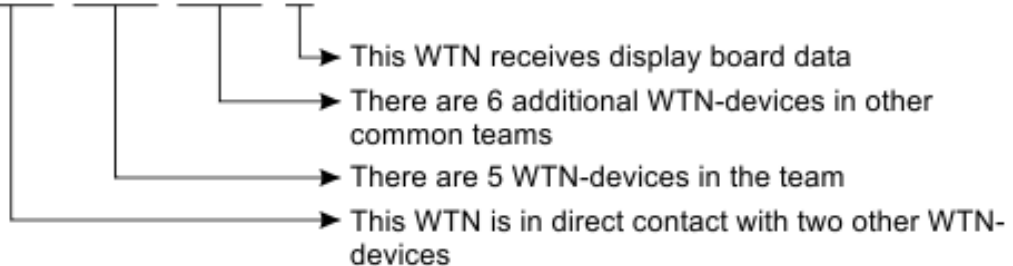 This WTN receives display board data
There are 6 additional WTN-devices in other
common teams
There are 5 WTN-devices in the team
This WTN is in direct contact with two other WTN-
devices